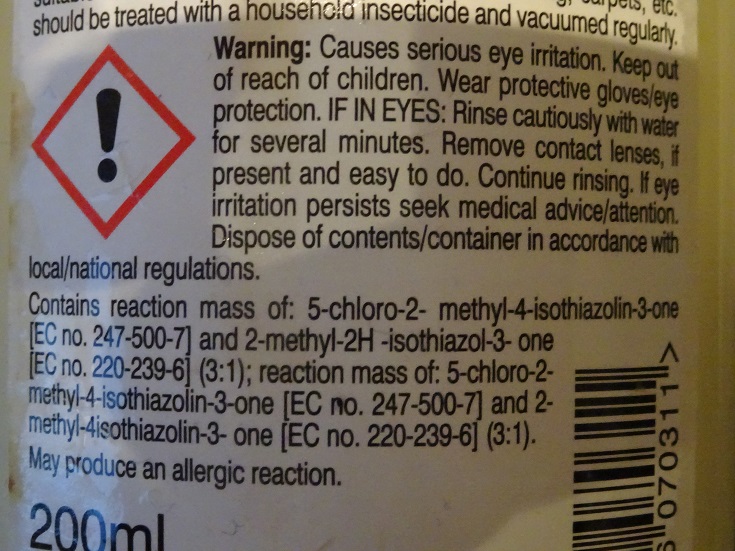 should be treated with a household insecticide and vacuumed regularly.
Warning: Causes serious eye irritation. Keep out
of reach of children. Wear protective gloves/eye
protection. IF IN EYES: Rinse cautiously with water
for several minutes. Remove contact lenses, if
present and easy to do. Continue rinsing. If eye
irritation persists seek medical advice/attention.
Dispose of contents/container in accordance with
local/national regulations.
Contains reaction mass of: 5-chloro-2- methyl-4-isothiazolin-3-one
[EC no. 247-500-7] and 2-methyl-2H -isothiazol-3- one
[EC no. 220-239-6] (3:1); reaction mass of: 5-chloro-2-
methyl-4-isothiazolin-3-one [EC no. 247-500-7] and 2-
methyl-4isothiazolin-3- one [EC no. 220-239-6] (3:1).
May produce an allergic reaction.
200ml
070311 >